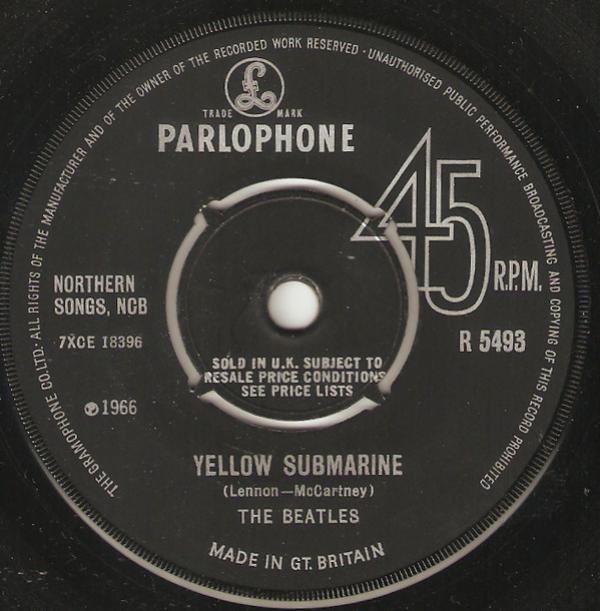 THE GRAMOPHONE CO. LTD. ALL RIGHTS OF THE MANUFACTURER AND OF THE OWNER OF THE RECORDED WORK RESERVED · UNAUTHORISED PUBLIC PERFORMANCE BROADCASTING AND COPYING OF THIS RECORD PROHIBITED
£
TRADE MARK
PARLOPHONE
45
R.P.M.
NORTHERN
SONGS, NCB
7XCE 18396
R 5493
SOLD IN U.K. SUBJECT TO
RESALE PRICE CONDITIONS
SEE PRICE LISTS
℗ 1966
YELLOW SUBMARINE
(Lennon—McCartney)
THE BEATLES
MADE IN GT. BRITAIN